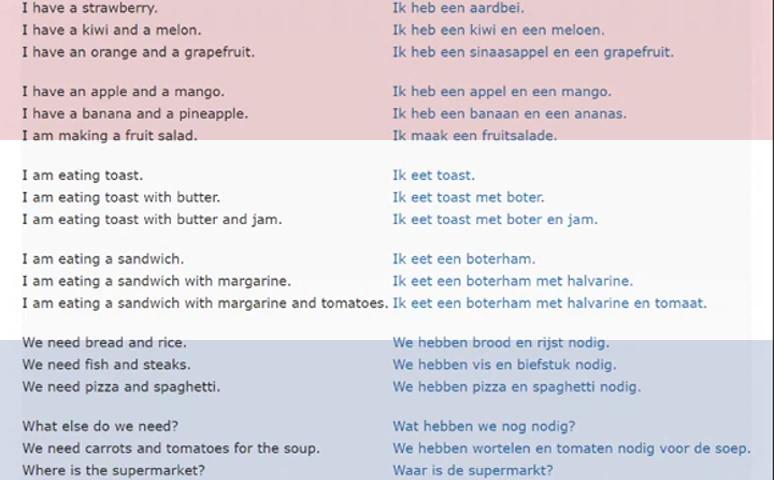 I have a strawberry. Ik heb een aardbei.
I have a kiwi and a melon. Ik heb een kiwi en een meloen.
I have an orange and a grapefruit. Ik heb een sinaasappel en een grapefruit.
I have an apple and a mango. Ik heb een appel en een mango.
I have a banana and a pineapple. Ik heb een banaan en een ananas.
I am making a fruit salad. Ik maak een fruitsalade.
I am eating toast. Ik eet toast.
I am eating toast with butter. Ik eet toast met boter.
I am eating toast with butter and jam. Ik eet toast met boter en jam.
I am eating a sandwich. Ik eet een boterham.
I am eating a sandwich with margarine. Ik eet een boterham met halvarine.
I am eating a sandwich with margarine and tomatoes. Ik eet een boterham met halvarine en tomaat.
We need bread and rice. We hebben brood en rijst nodig.
We need fish and steaks. We hebben vis en biefstuk nodig.
We need pizza and spaghetti. We hebben pizza en spaghetti nodig.
What else do we need? Wat hebben we nog nodig?
We need carrots and tomatoes for the soup. We hebben wortelen en tomaten nodig voor de soep.
Where is the supermarket? Waar is de supermarkt?